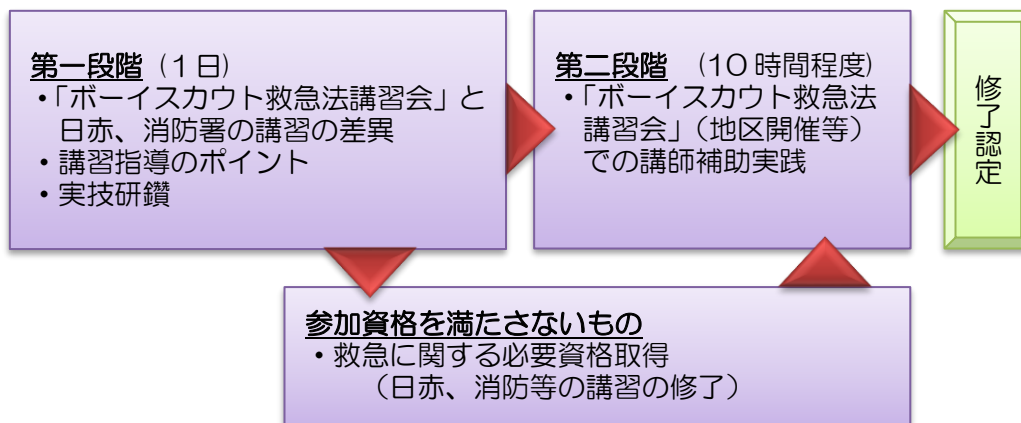 第一段階（1日）
・「ボーイスカウト救急法講習会」と
日赤、消防署の講習の差異
・講習指導のポイント
・実技研鑽
第二段階　（10時間程度）
・「ボーイスカウト救急法
講習会」（地区開催等）
での講師補助実践
修了認定
参加資格を満たさないもの
・救急に関する必要資格取得
（日赤、消防等の講習の修了）